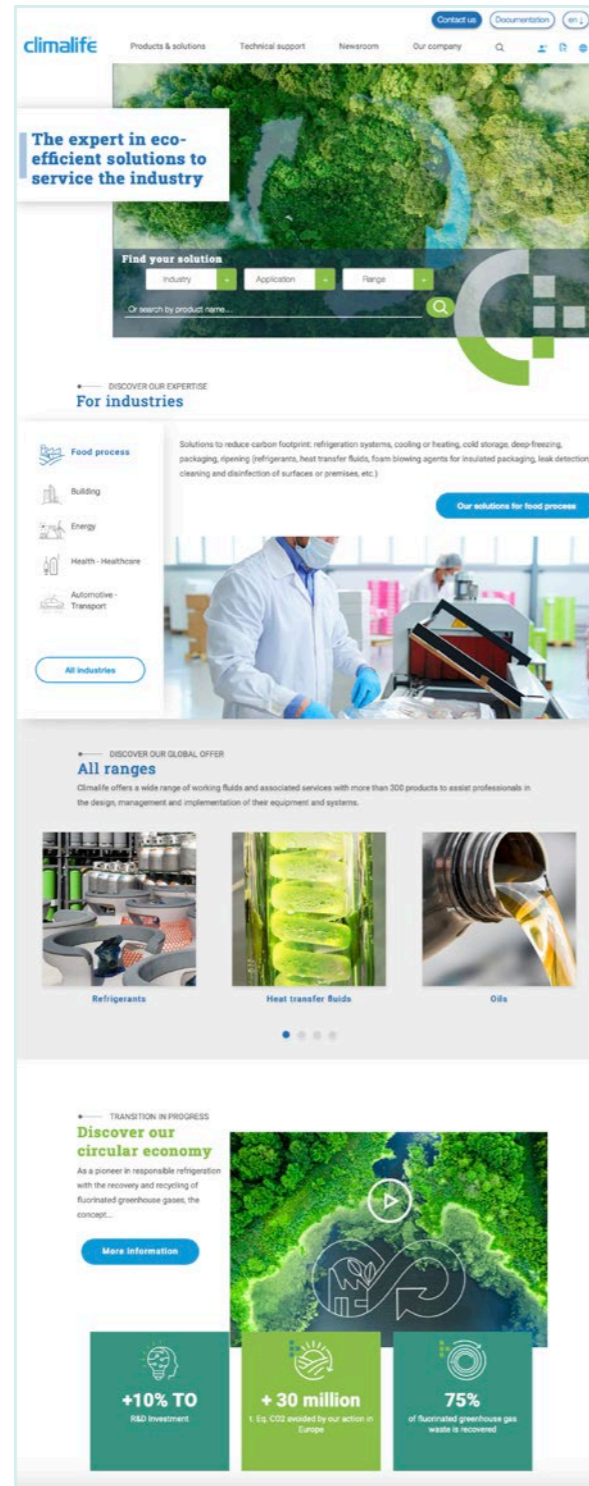 Contact us
Documentation
en
climalife
Products & solutions
Technical support
Newsroom
Our company
The expert in eco-
efficient solutions to
service the industry
Find your solution
Industry
Application
Range
Or search by product name...
DISCOVER OUR EXPERTISE
For industries
Food process
Building
Energy
Health - Healthcare
Automotive -
Transport
All industries
Solutions to reduce carbon footprint: refrigeration systems, cooling or heating, cold storage, deep-freezing,
packaging, ripening (refrigerants, heat transfer fluids, foam blowing agents for insulated packaging, leak detection,
cleaning and disinfection of surfaces or premises, etc.)
Our solutions for food process
DISCOVER OUR GLOBAL OFFER
All ranges
Climalife offers a wide range of working fluids and associated services with more than 300 products to assist professionals in
the design, management and implementation of their equipment and systems.
Refrigerants
Heat transfer fluids
Oils
TRANSITION IN PROGRESS
Discover our
circular economy
As a pioneer in responsible refrigeration
with the recovery and recycling of
fluorinated greenhouse gases, the
concept...
More information
+10% TO
R&D Investment
+ 30 million
t. Eq. CO2 avoided by our action in
Europe
75%
of fluorinated greenhouse gas
waste is recovered